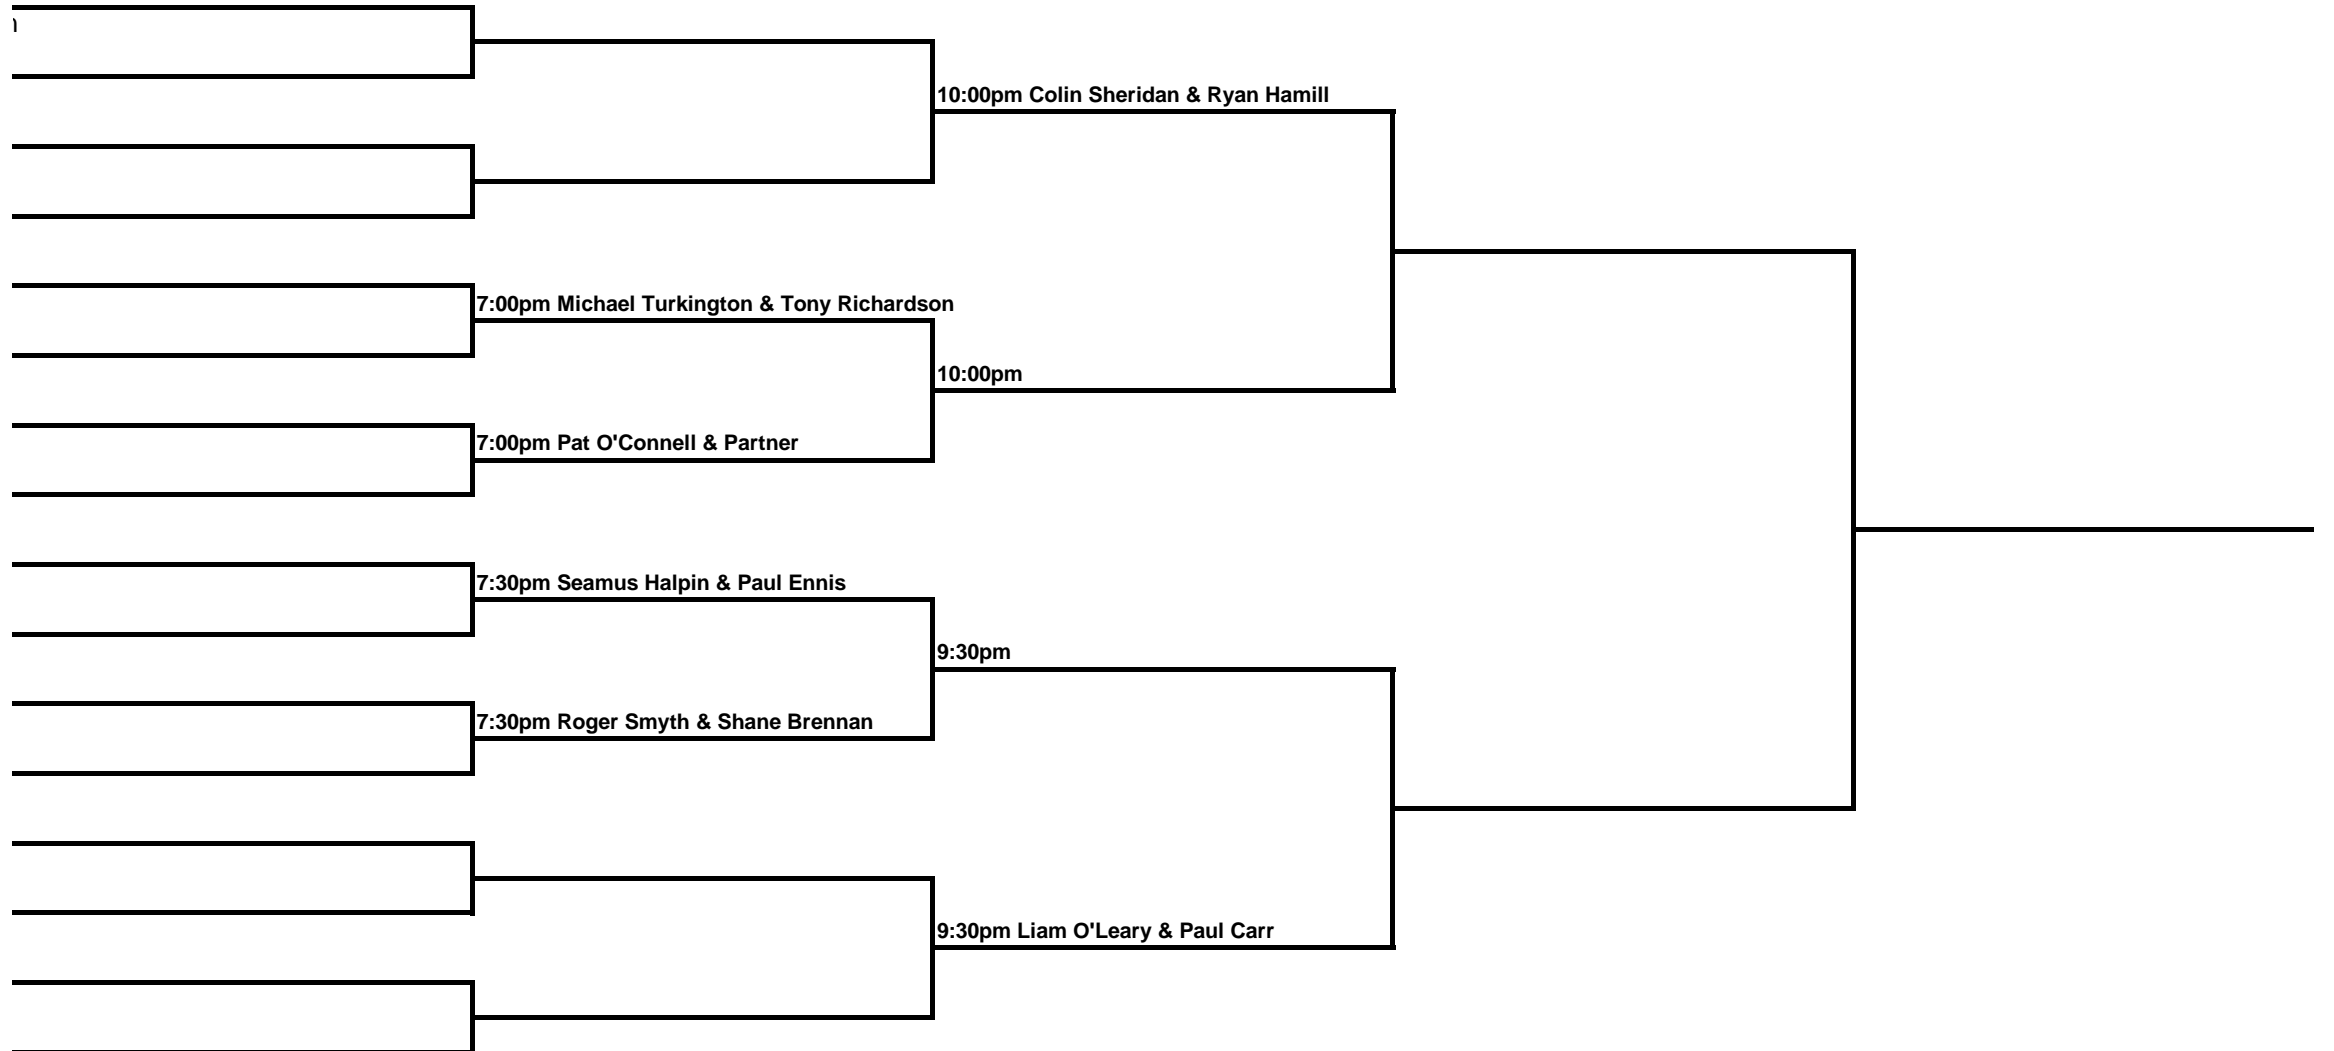 10:00pm Colin Sheridan & Ryan Hamill
7:00pm Michael Turkington & Tony Richardson
10:00pm
7:00pm Pat O'Connell & Partner
7:30pm Seamus Halpin & Paul Ennis
9:30pm
7:30pm Roger Smyth & Shane Brennan
9:30pm Liam O'Leary & Paul Carr